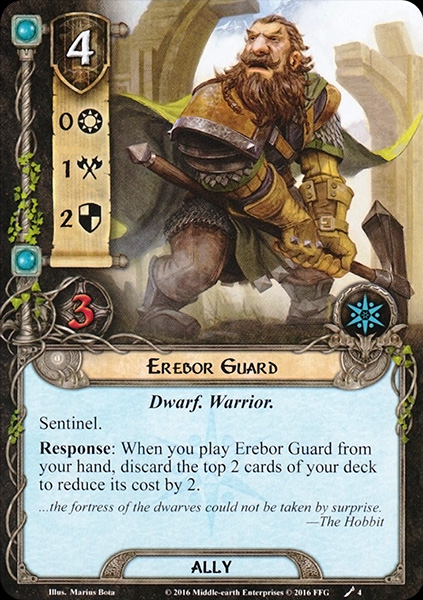 4
0
1
2
3
Erebor Guard
Dwarf. Warrior.
Sentinel.
Response: When you play Erebor Guard from
your hand, discard the top 2 cards of your deck
to reduce its cost by 2.
...the fortress of the dwarves could not be taken by surprise.
—The Hobbit
ALLY
Illus. Marius Bota © 2016 Middle-earth Enterprises © 2016 FFG 4